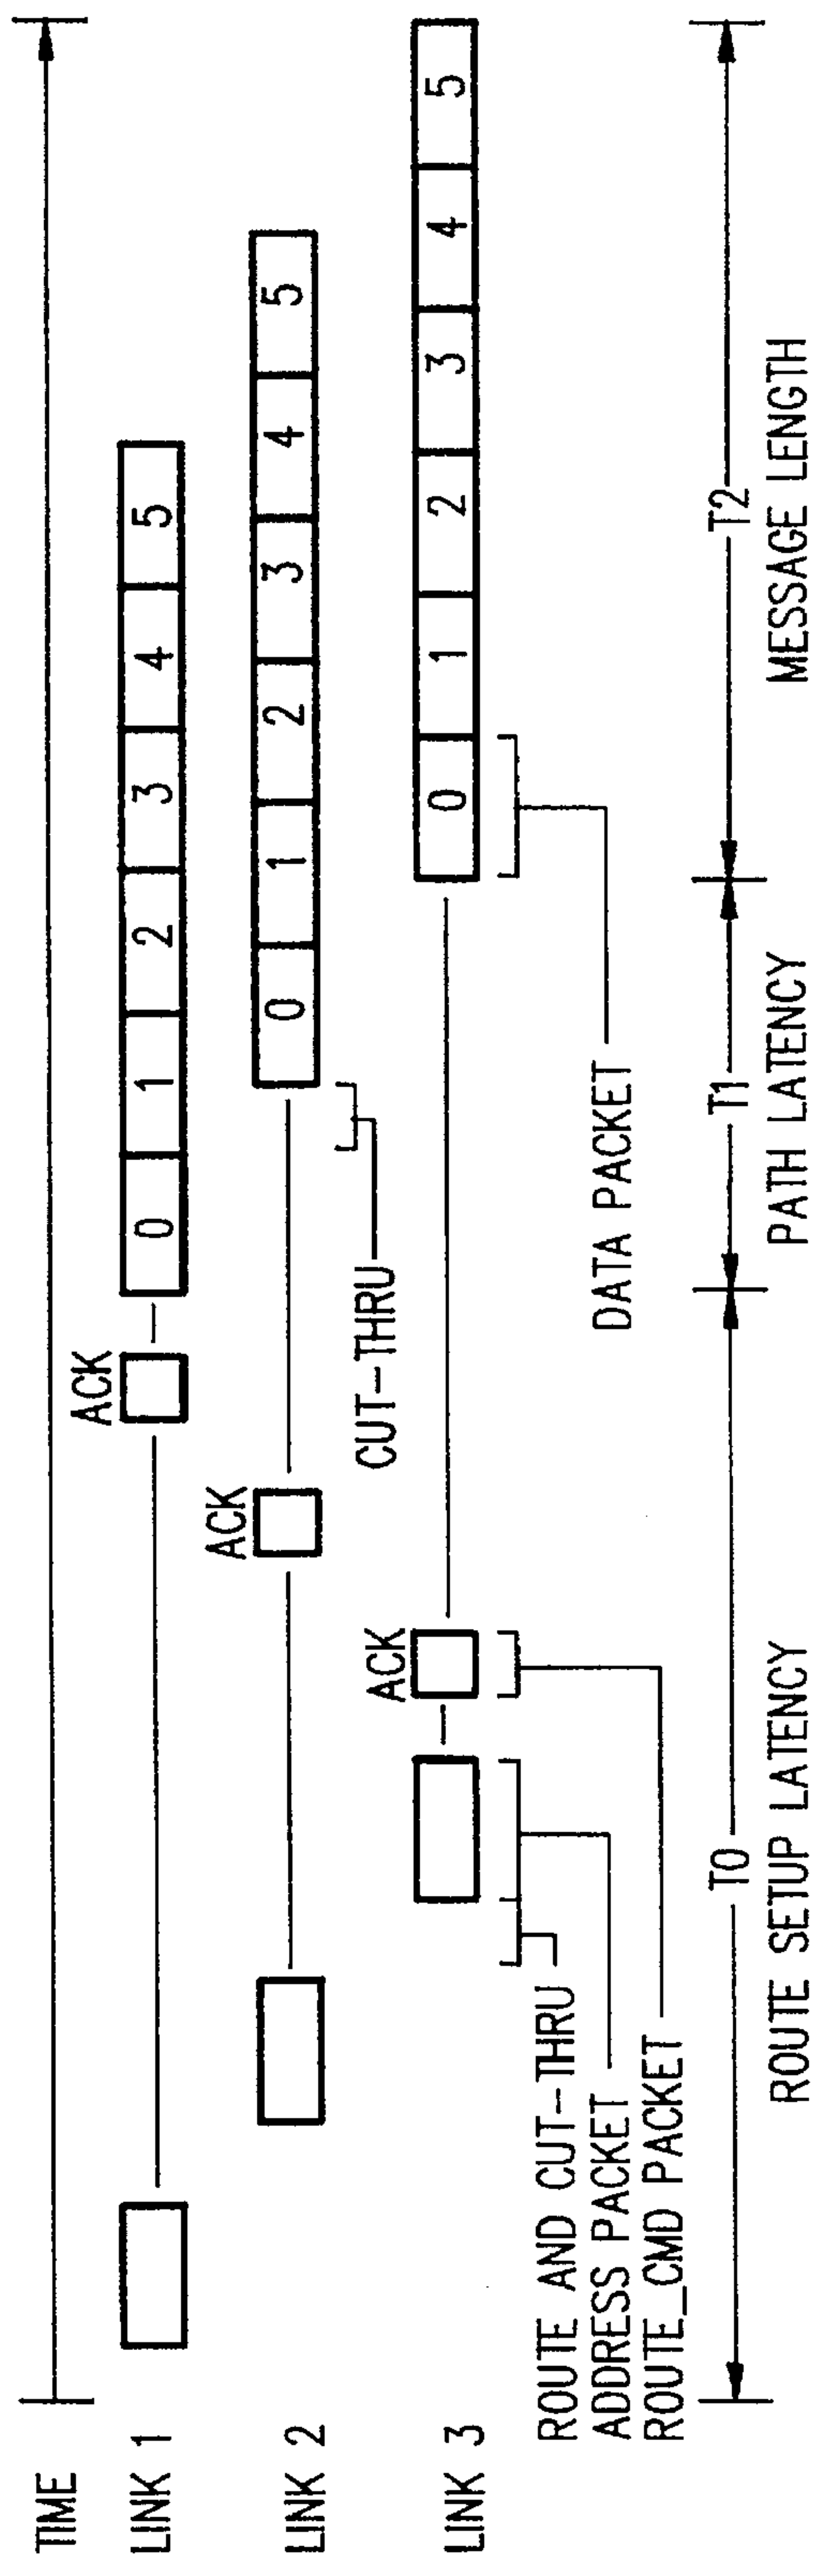 TIME
LINK 1
ACK
0 1 2 3 4 5
LINK 2
ACK
0 1 2 3 4 5
CUT-THRU
LINK 3
ACK
0 1 2 3 4 5
ROUTE AND CUT-THRU
ADDRESS PACKET
ROUTE_CMD PACKET
DATA PACKET
T0
T1
T2
ROUTE SETUP LATENCY
PATH LATENCY
MESSAGE LENGTH